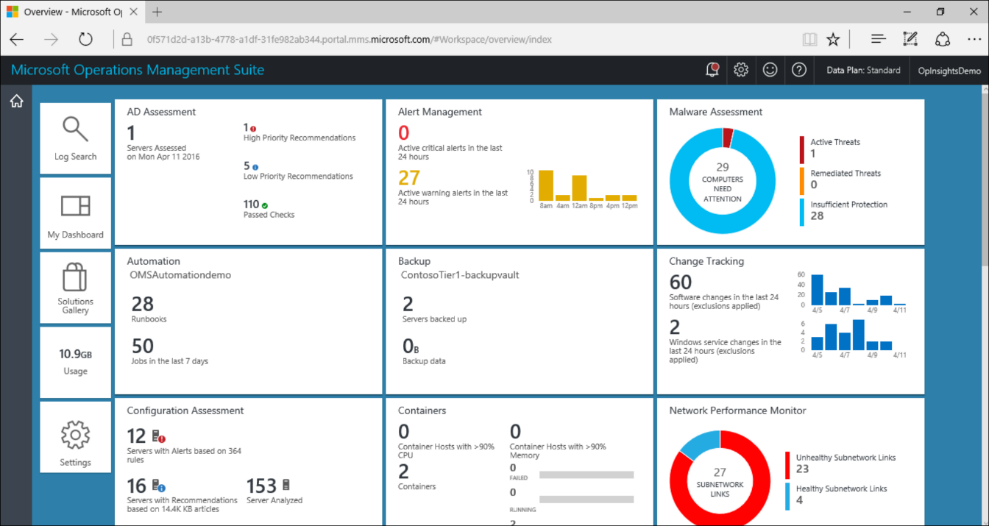 Overview - Microsoft Op
0f571d2d-a13b-4778-a1df-31fe982ab344.portal.mms.microsoft.com/#Workspace/overview/index
Microsoft Operations Management Suite
Data Plan: Standard
OpInsightsDemo
Log Search
My Dashboard
Solutions
Gallery
10.9GB
Usage
Settings
AD Assessment
1
Servers Assessed
on Mon Apr 11 2016
1
High Priority Recommendations
5
Low Priority Recommendations
110
Passed Checks
Alert Management
0
Active critical alerts in the last
24 hours
27
Active warning alerts in the last
24 hours
10
8
6
4
2
0
8am 4am 12am 8pm 4pm 12pm
Malware Assessment
29
COMPUTERS
NEED
ATTENTION
Active Threats
1
Remediated Threats
0
Insufficient Protection
28
Automation
OMSAutomationdemo
28
Runbooks
50
Jobs in the last 7 days
Backup
ContosoTier1-backupvault
2
Servers backed up
0B
Backup data
Change Tracking
60
Software changes in the last 24
hours (exclusions applied)
60
40
20
0
4/5 4/7 4/9 4/11
2
Windows service changes in the
last 24 hours (exclusions
applied)
6
4
2
0
4/5 4/7 4/9 4/11
Configuration Assessment
12
Servers with Alerts based on 364
rules
16
Servers with Recommendations
based on 14.4K KB articles
153
Server Analyzed
Containers
0
Container Hosts with >90%
CPU
2
Containers
0
Container Hosts with >90%
Memory
0
FAILED
0
RUNNING
Network Performance Monitor
27
SUBNETWORK
LINKS
Unhealthy Subnetwork Links
23
Healthy Subnetwork Links
4